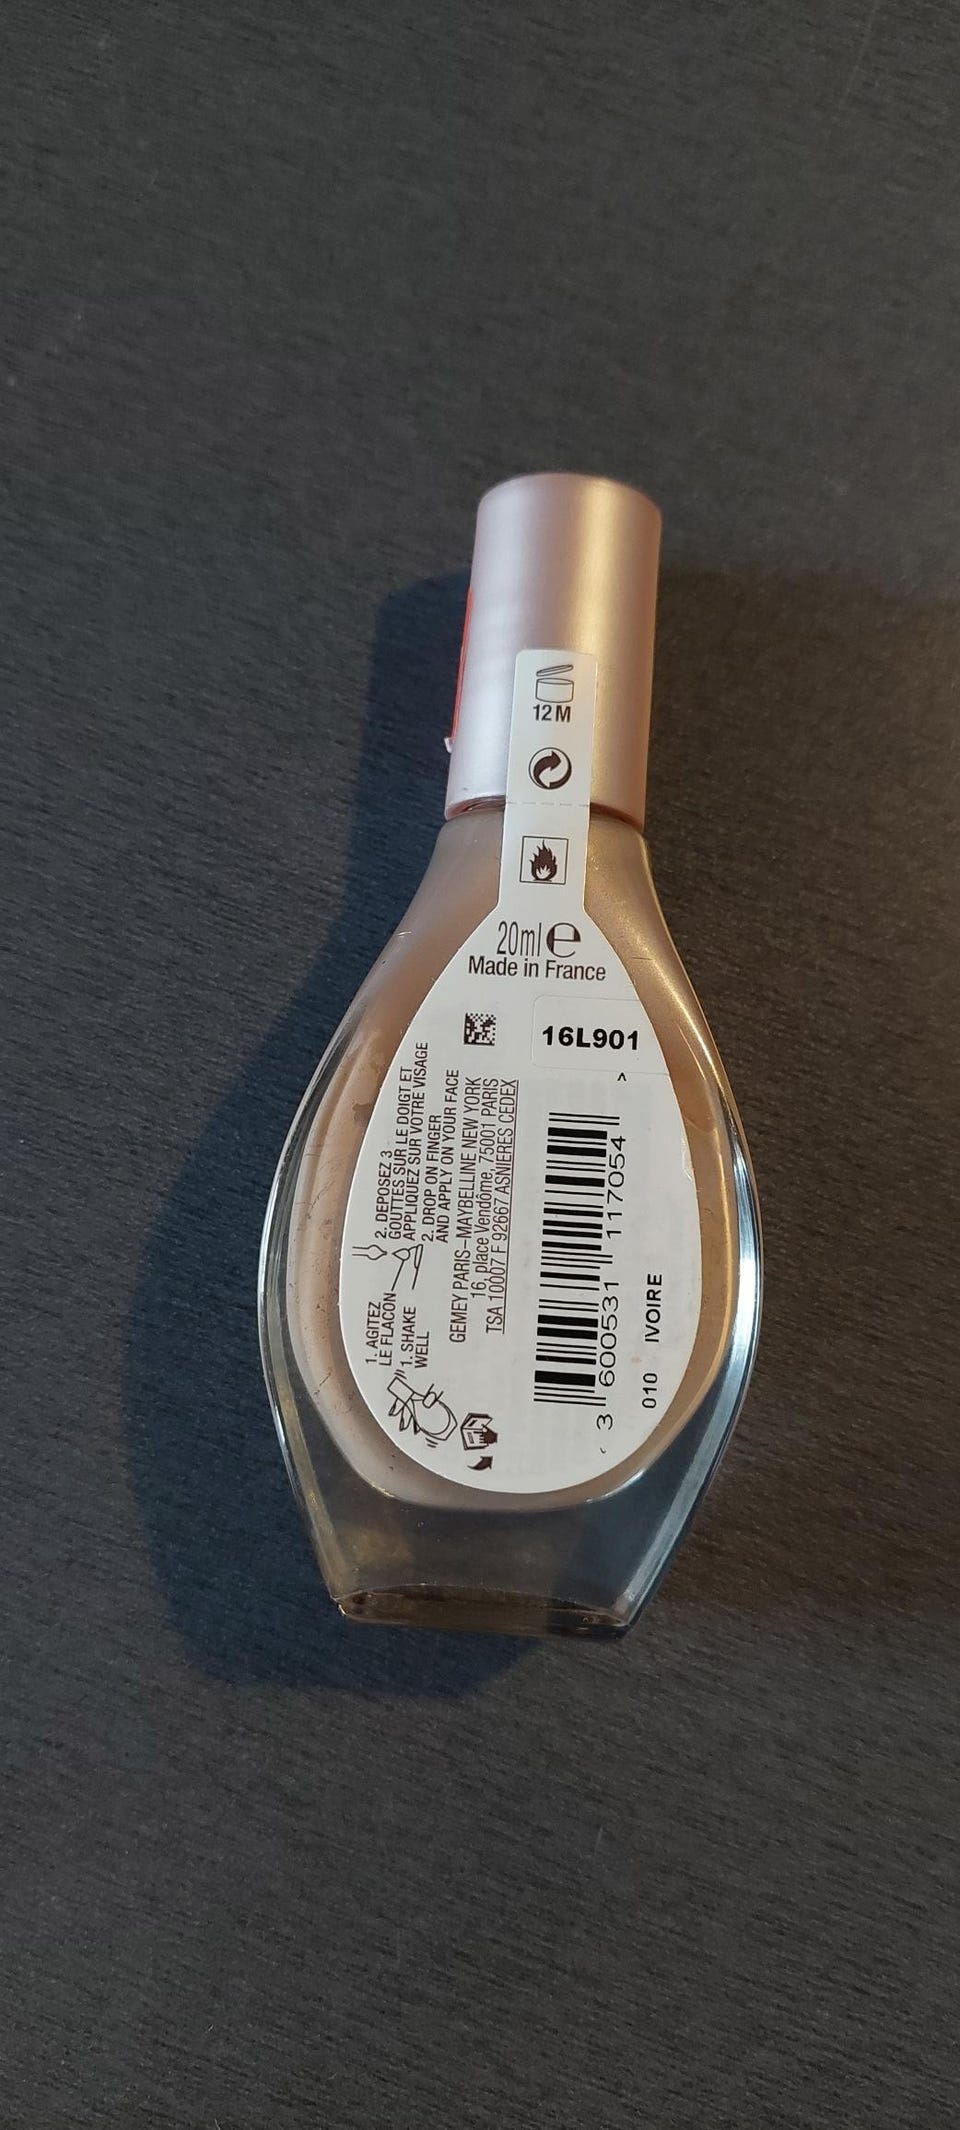 12M
20ml e
Made in France
16L901
1. AGITEZ
LE FLACON
1. SHAKE
WELL
2. DEPOSEZ 3
GOUTTES SUR LE DOIGT ET
APPLIQUEZ SUR VOTRE VISAGE
2. DROP ON FINGER
AND APPLY ON YOUR FACE
GEMEY PARIS-MAYBELLINE NEW YORK
16, place Vendôme, 75001 PARIS
TSA 10007 F 92667 ASNIERES CEDEX
3 600531 117054 >
010 IVOIRE